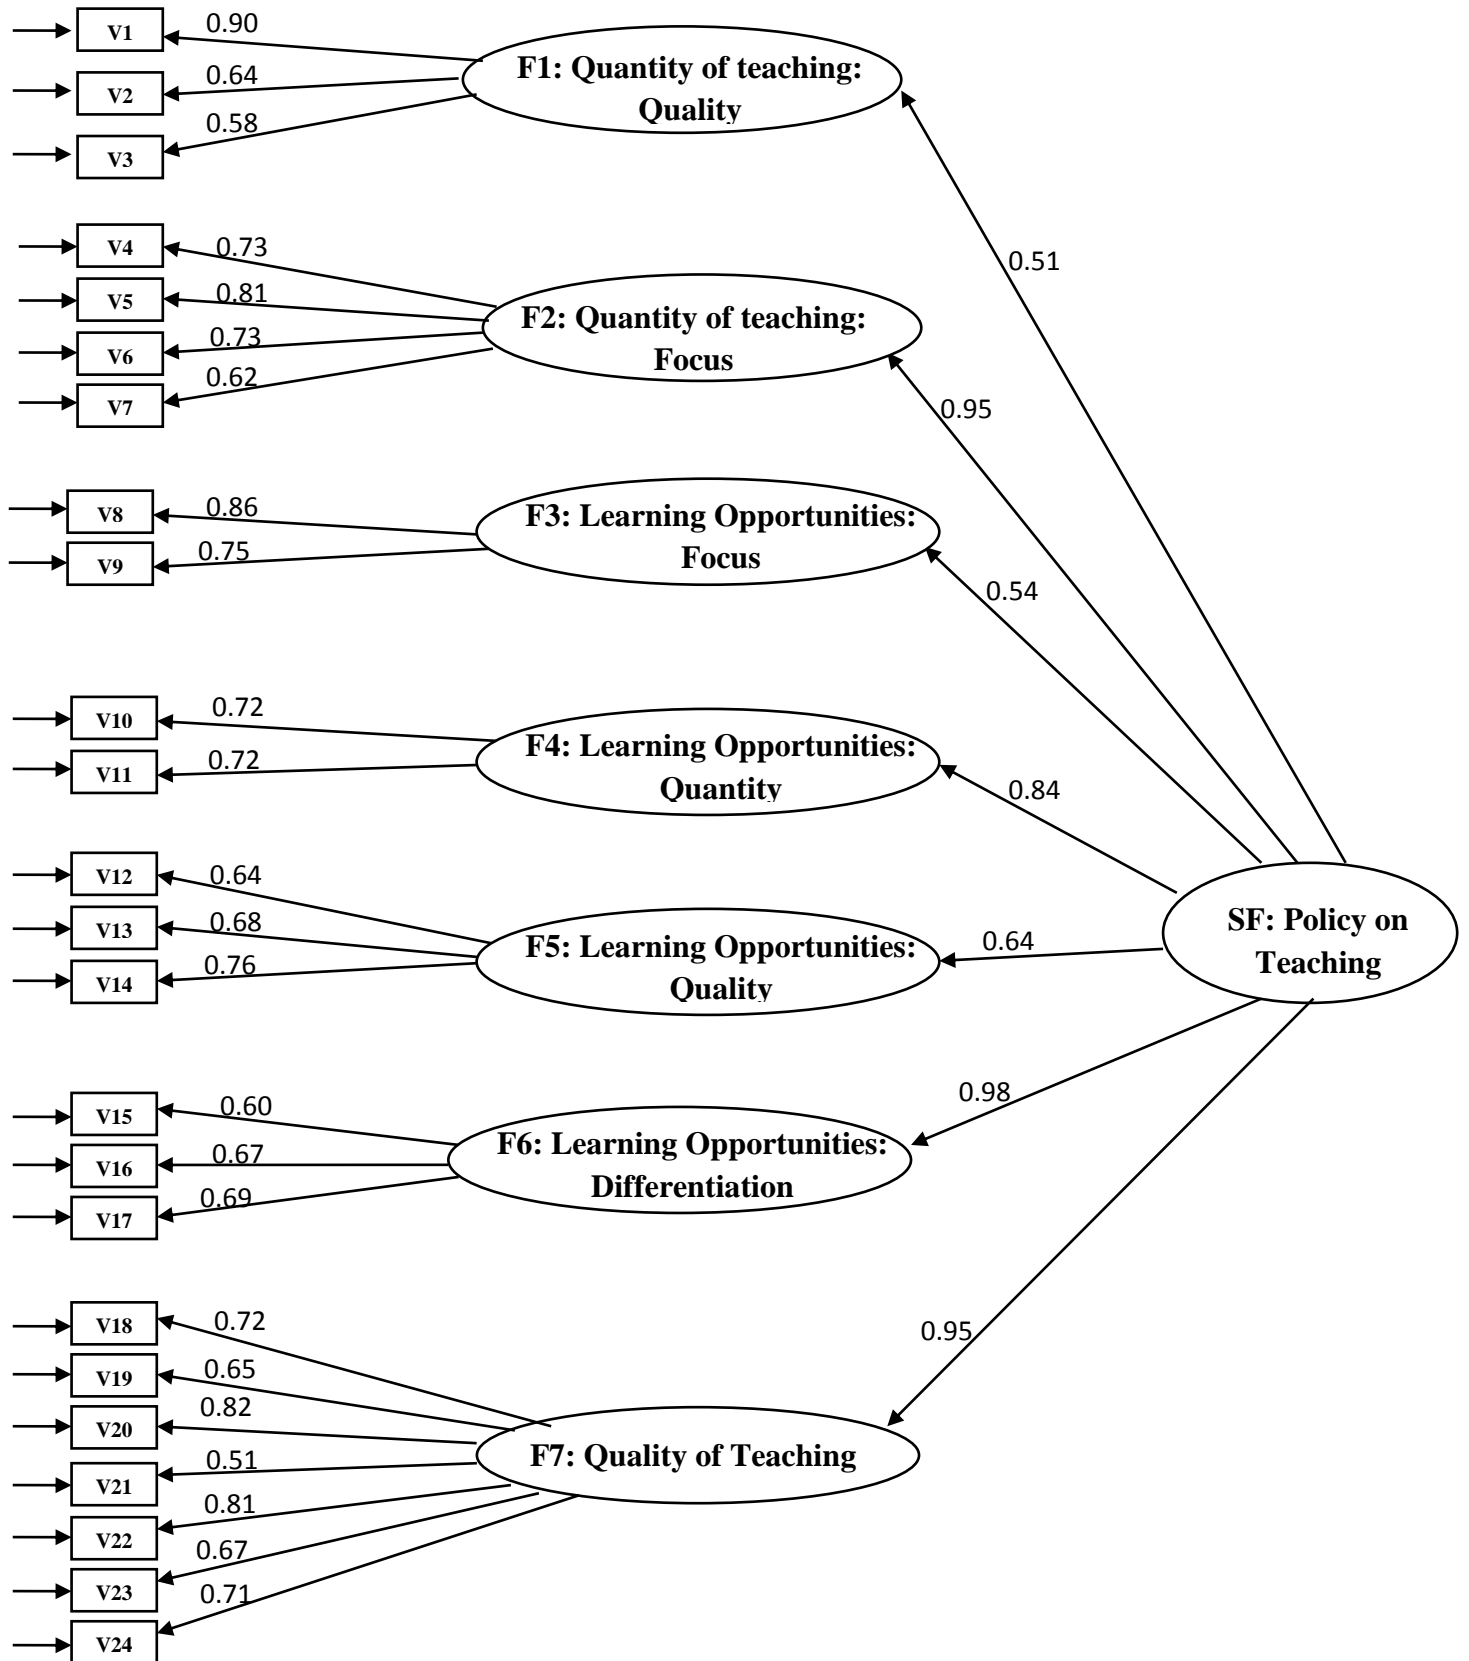 V1
0.90
V2
0.64
V3
0.58
F1: Quantity of teaching:
Quality
0.51
V4
0.73
V5
0.81
V6
0.73
V7
0.62
F2: Quantity of teaching:
Focus
0.95
V8
0.86
V9
0.75
F3: Learning Opportunities:
Focus
0.54
V10
0.72
V11
0.72
F4: Learning Opportunities:
Quantity
0.84
V12
0.64
V13
0.68
V14
0.76
F5: Learning Opportunities:
Quality
0.64
SF: Policy on
Teaching
V15
0.60
V16
0.67
V17
0.69
F6: Learning Opportunities:
Differentiation
0.98
V18
0.72
V19
0.65
V20
0.82
V21
0.51
V22
0.81
V23
0.67
V24
0.71
F7: Quality of Teaching
0.95